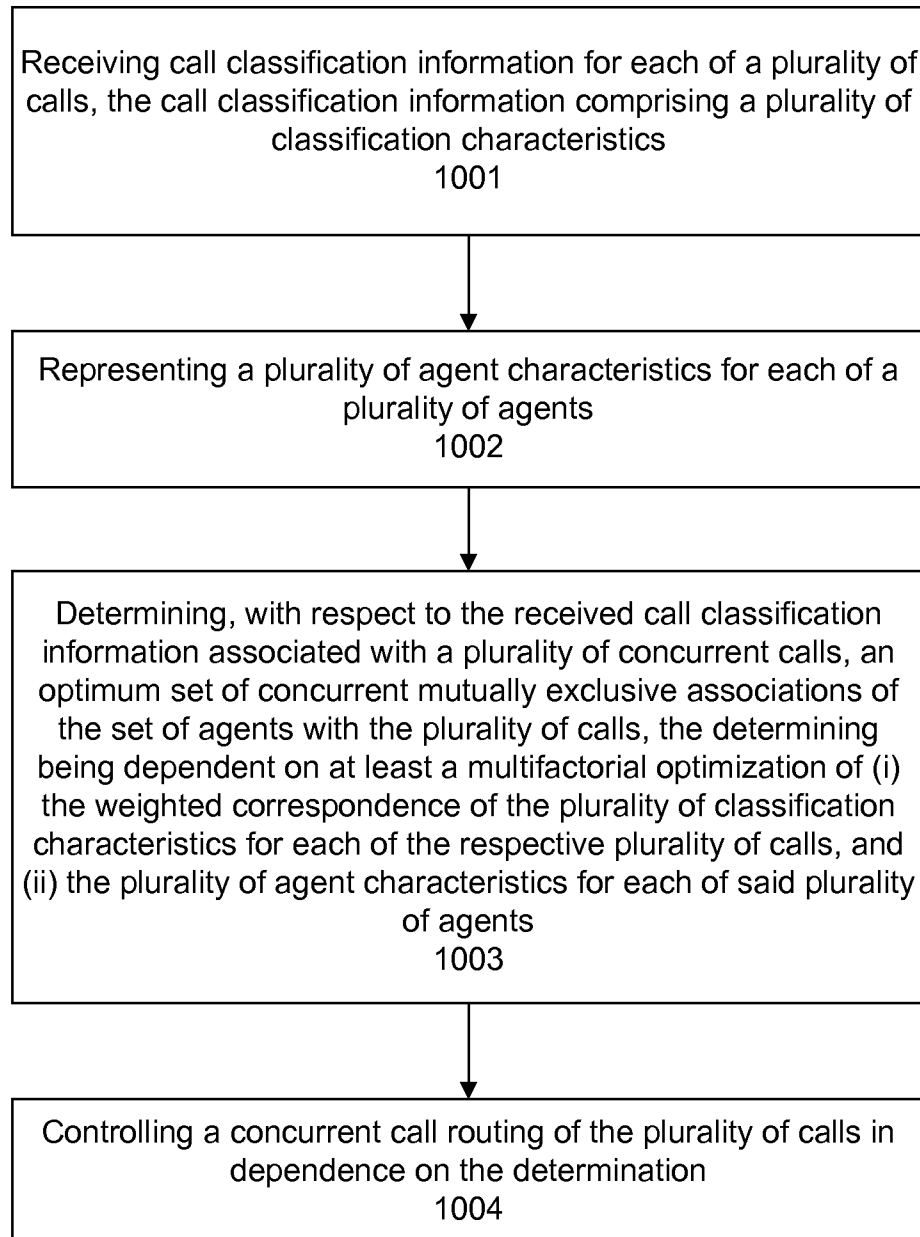 Receiving call classification information for each of a plurality of
calls, the call classification information comprising a plurality of
classification characteristics
1001
Representing a plurality of agent characteristics for each of a
plurality of agents
1002
Determining, with respect to the received call classification
information associated with a plurality of concurrent calls, an
optimum set of concurrent mutually exclusive associations of
the set of agents with the plurality of calls, the determining
being dependent on at least a multifactorial optimization of (i)
the weighted correspondence of the plurality of classification
characteristics for each of the respective plurality of calls, and
(ii) the plurality of agent characteristics for each of said plurality
of agents
1003
Controlling a concurrent call routing of the plurality of calls in
dependence on the determination
1004